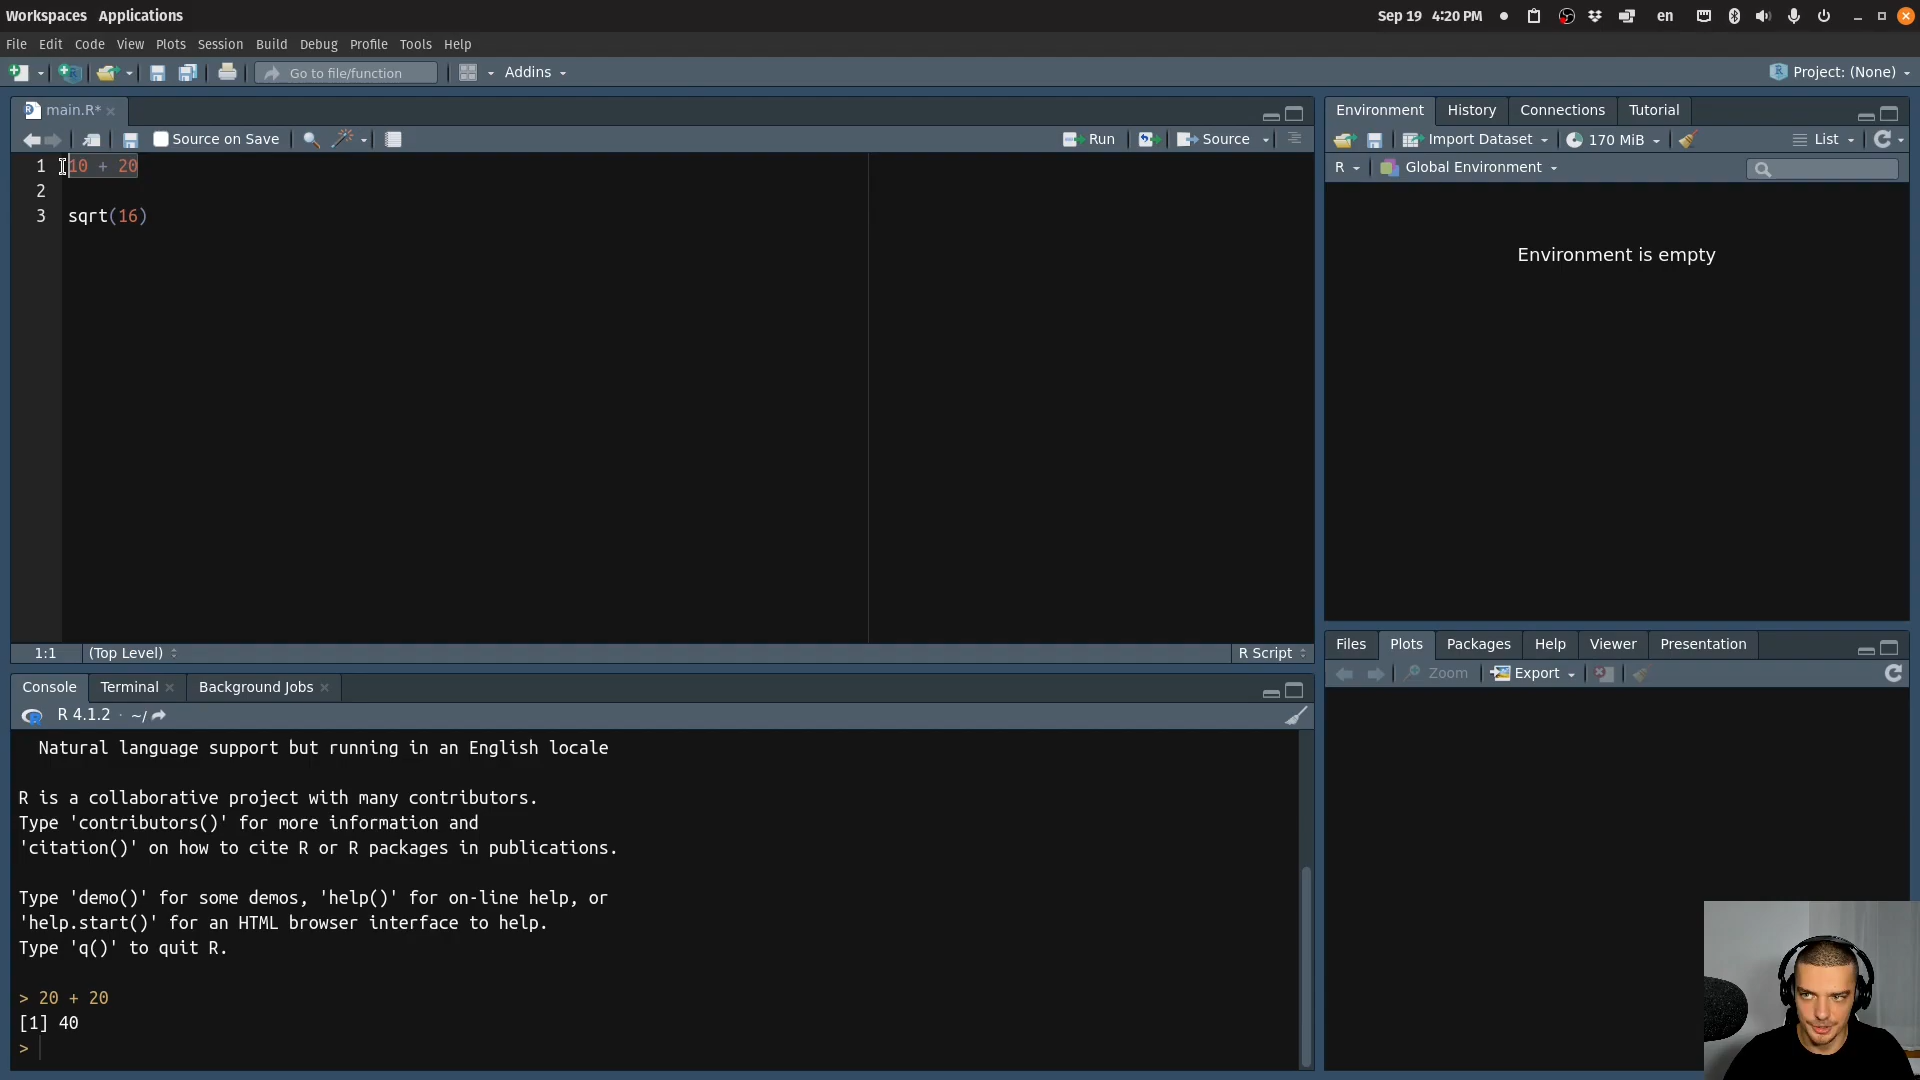 Workspaces Applications
Sep 19 4:20 PM en
File Edit Code View Plots Session Build Debug Profile Tools Help
Go to file/function Addins Project: (None)
main.R*
Source on Save Run Source
1 10 + 20
2
3 sqrt(16)
1:1 (Top Level) R Script
Console Terminal Background Jobs
R 4.1.2 · ~/
Natural language support but running in an English locale
R is a collaborative project with many contributors.
Type 'contributors()' for more information and
'citation()' on how to cite R or R packages in publications.
Type 'demo()' for some demos, 'help()' for on-line help, or
'help.start()' for an HTML browser interface to help.
Type 'q()' to quit R.
> 20 + 20
[1] 40
>
Environment History Connections Tutorial
Import Dataset 170 MiB List
R Global Environment
Environment is empty
Files Plots Packages Help Viewer Presentation
Zoom Export